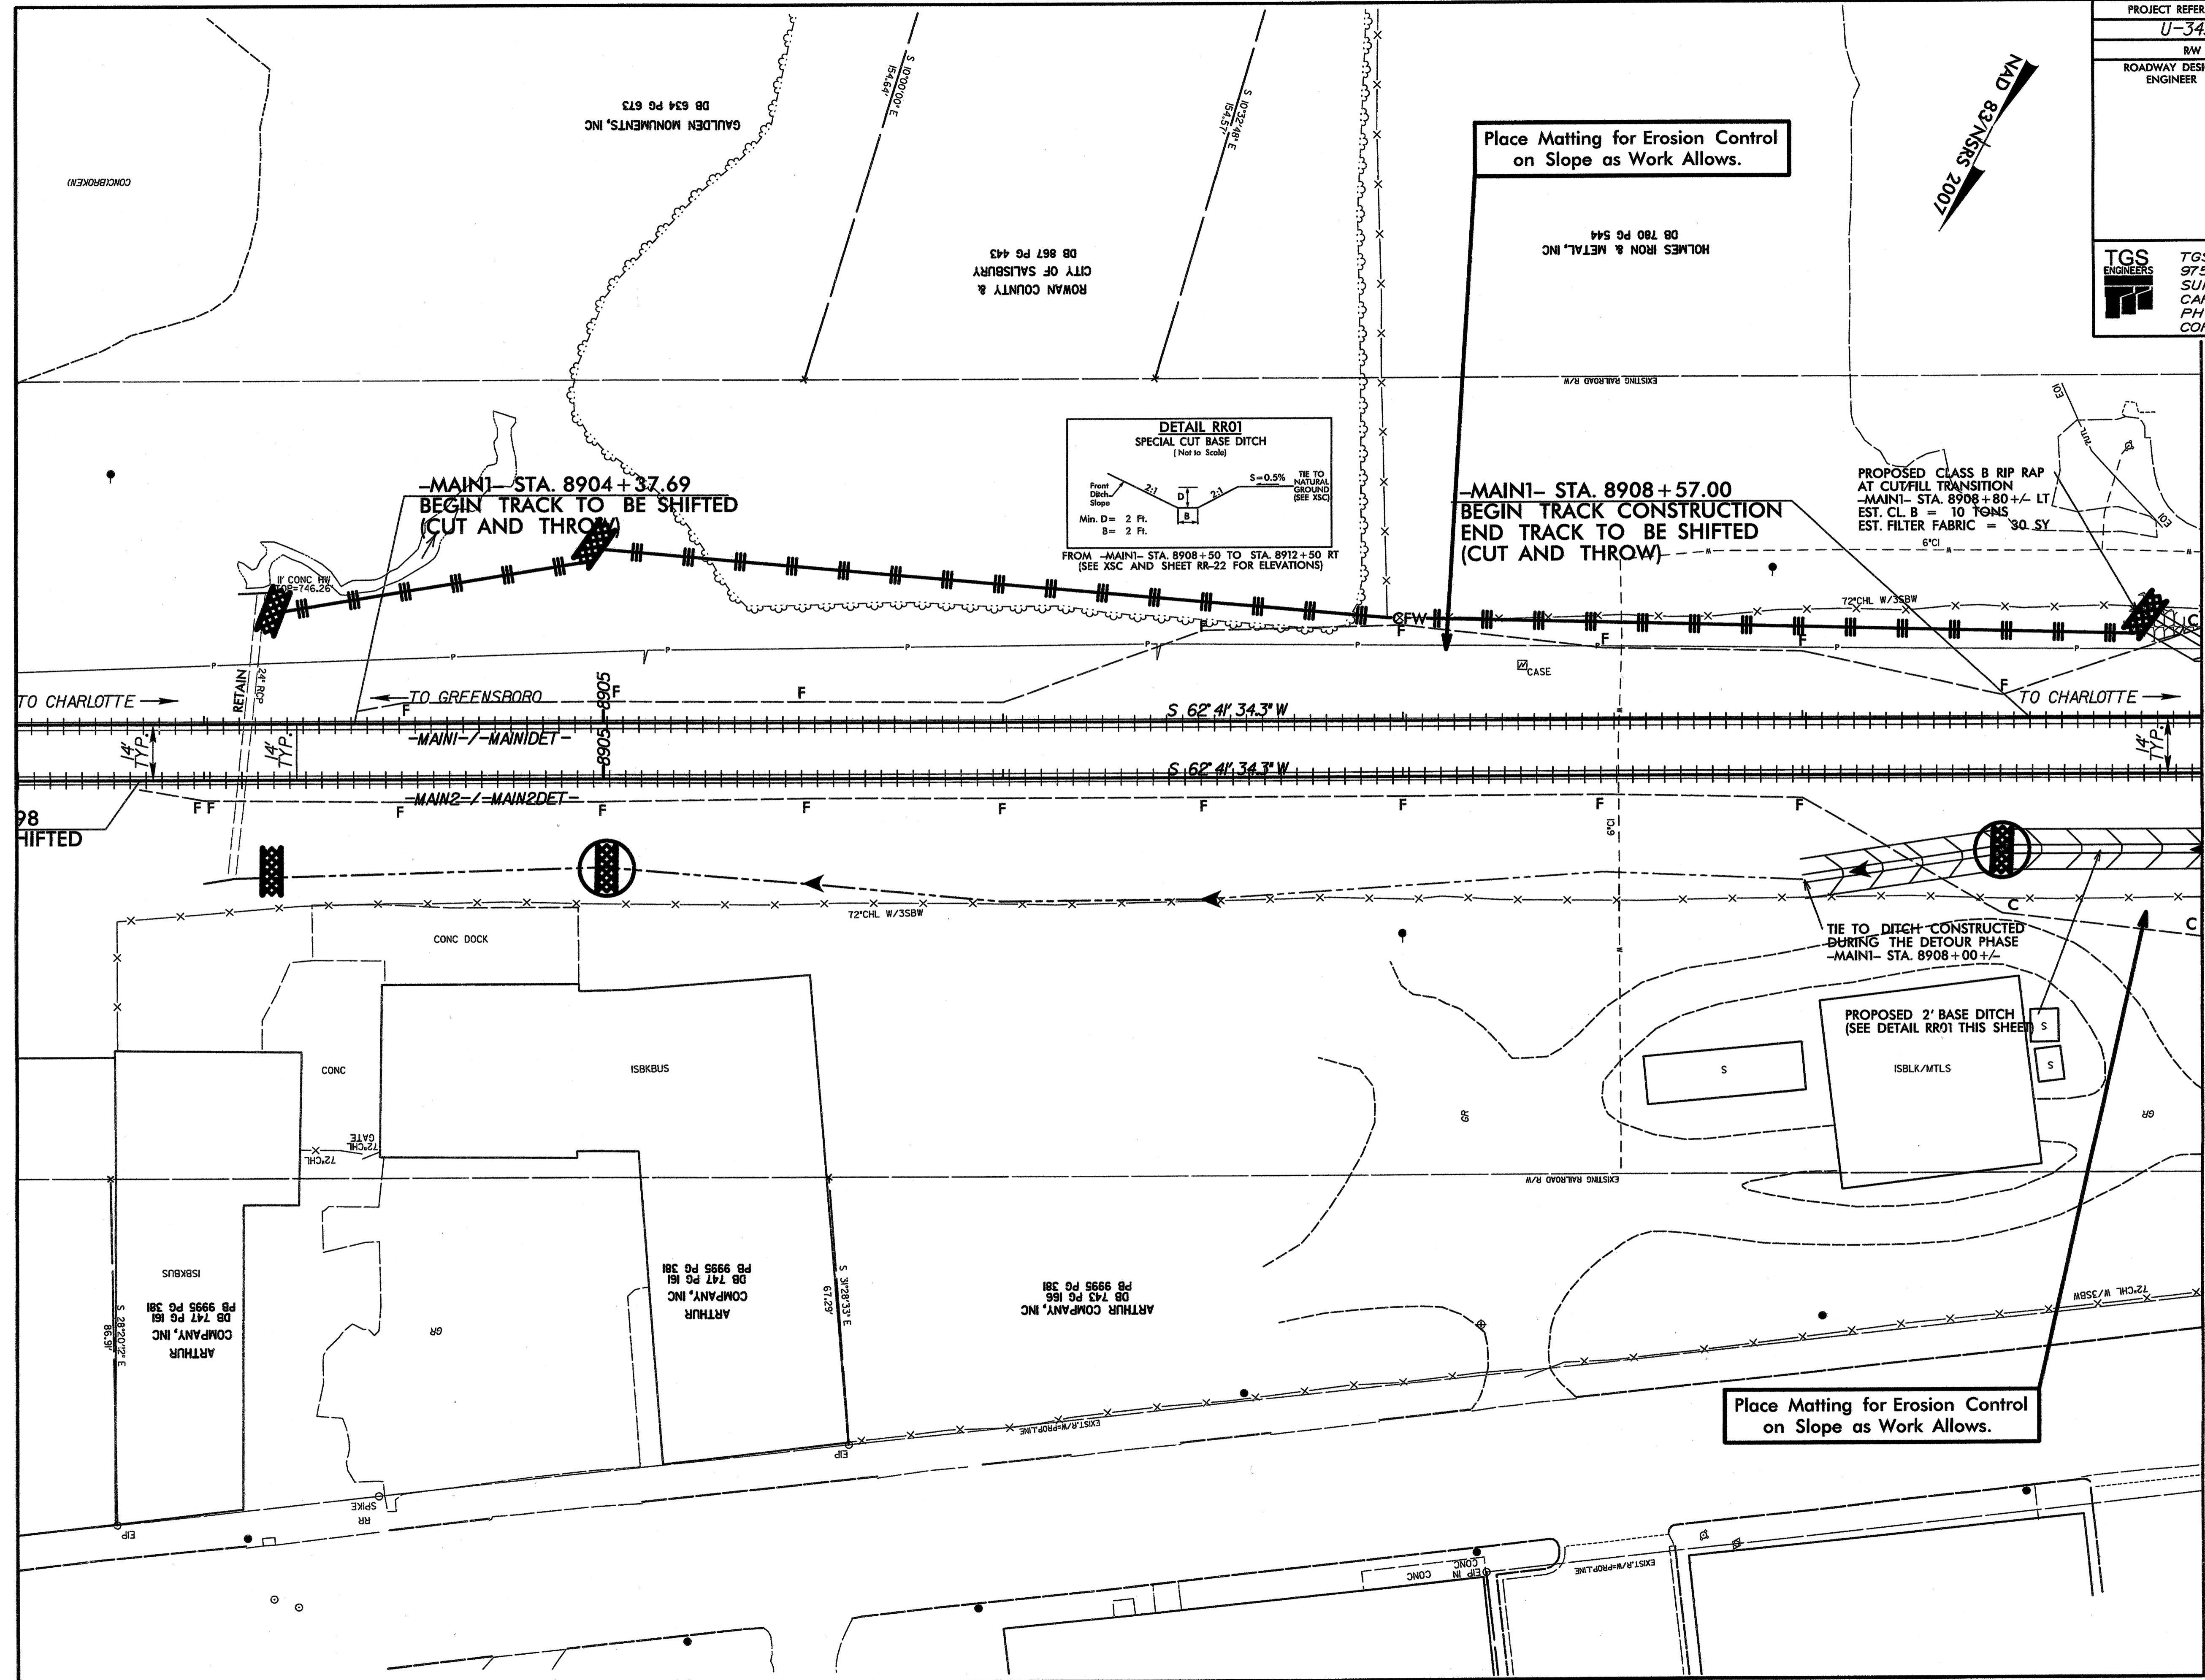 PROJECT REFER
U-34
R/W
ROADWAY DESI
ENGINEER
NAD 83/NSRS 2007
TGS
ENGINEERS
TGS
975
SUI
CAR
PH
COR
S 10°00'00" E
154.64'
S 10°32'48" E
154.57'
GAULDEN MONUMENTS, INC
DB 634 PG 673
CONC(BROKEN)
ROWAN COUNTY &
CITY OF SALISBURY
DB 867 PG 443
Place Matting for Erosion Control
on Slope as Work Allows.
HOLMES IRON & METAL, INC
DB 780 PG 544
EXISTING RAILROAD R/W
DETAIL RR01
SPECIAL CUT BASE DITCH
( Not to Scale)
Front
Ditch
Slope
2:1
D
B
2:1
S=0.5%
TIE TO
NATURAL
GROUND
(SEE XSC)
Min. D= 2 Ft.
B= 2 Ft.
FROM -MAIN1- STA. 8908+50 TO STA. 8912+50 RT
(SEE XSC AND SHEET RR-22 FOR ELEVATIONS)
-MAIN1- STA. 8904+37.69
BEGIN TRACK TO BE SHIFTED
(CUT AND THROW)
-MAIN1- STA. 8908+57.00
BEGIN TRACK CONSTRUCTION
END TRACK TO BE SHIFTED
(CUT AND THROW)
PROPOSED CLASS B RIP RAP
AT CUT/FILL TRANSITION
-MAIN1- STA. 8908+80+/- LT
EST. CL. B = 10 TONS
EST. FILTER FABRIC = 30 SY
6"CI
W
EOI
EOI
11' CONC HW
TOP=746.26'
CFW
72"CHL W/3SBW
C
RETAIN
24" RCP
P P P P P P P
CASE
TO CHARLOTTE
TO GREENSBORO
8905
F F F F F F F
TO CHARLOTTE
S 62° 41' 34.3" W
14'
TYP.
14'
TYP.
-MAIN1-/-MAIN1DET-
8905
14'
TYP.
S 62° 41' 34.3" W
-MAIN2-/-MAIN2DET-
F F F F F F F F F F
98
HIFTED
6"CI
72"CHL W/3SBW
CONC DOCK
C
C
TIE TO DITCH CONSTRUCTED
DURING THE DETOUR PHASE
-MAIN1- STA. 8908+00+/-
PROPOSED 2' BASE DITCH
(SEE DETAIL RR01 THIS SHEET)
S
S
S
ISBLK/MTLS
CONC
ISBKBUS
GR
GR
72"CHL
GATE
72"CHL
EXISTING RAILROAD R/W
ISBKBUS
ARTHUR
COMPANY, INC
DB 747 PG 161
PB 9995 PG 381
S 28°20'12" E
86.91'
GR
ARTHUR
COMPANY, INC
DB 747 PG 161
PB 9995 PG 381
S 31°28'33" E
67.29'
ARTHUR COMPANY, INC
DB 743 PG 166
PB 9995 PG 381
72"CHL W/3SBW
EXIST.R/W=PROP.LINE
Place Matting for Erosion Control
on Slope as Work Allows.
EIP
RR
SPIKE
EIP
EIP IN CONC
CONC
EXIST.R/W=PROP.LINE